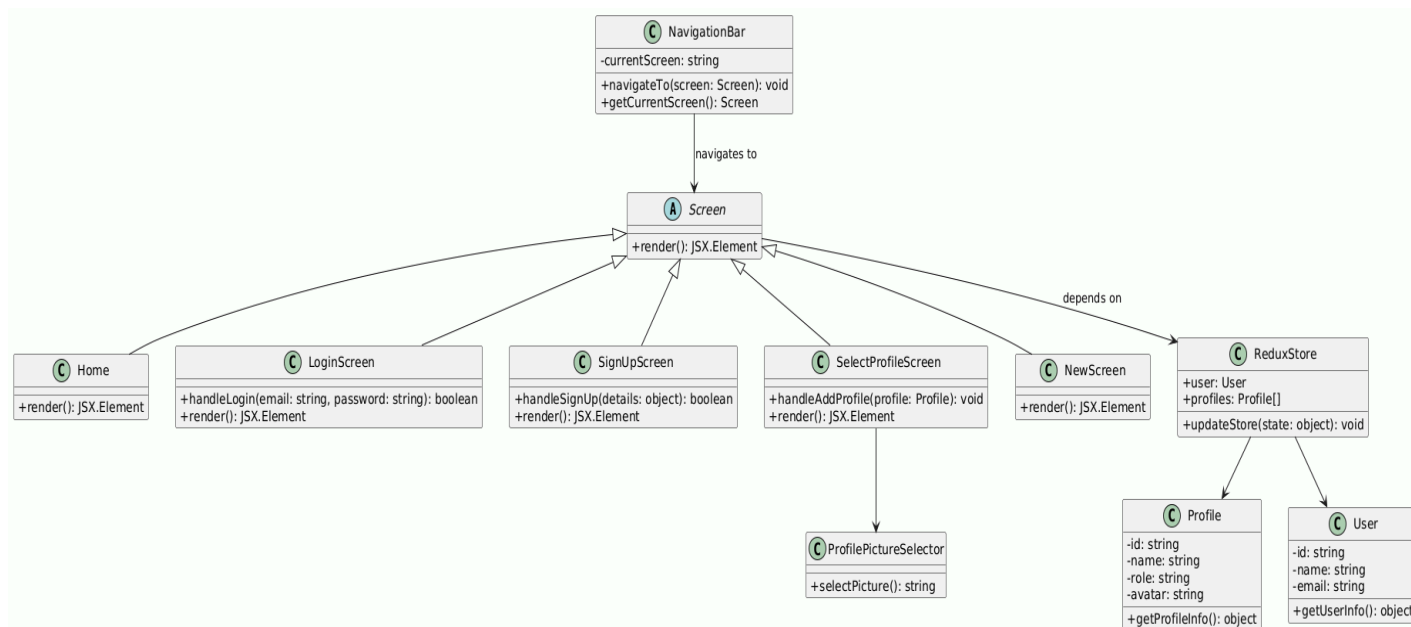 C NavigationBar
-currentScreen: string
+navigateTo(screen: Screen): void
+getCurrentScreen(): Screen
navigates to
A Screen
+render(): JSX.Element
depends on
C Home
+render(): JSX.Element
C LoginScreen
+handleLogin(email: string, password: string): boolean
+render(): JSX.Element
C SignUpScreen
+handleSignUp(details: object): boolean
+render(): JSX.Element
C SelectProfileScreen
+handleAddProfile(profile: Profile): void
+render(): JSX.Element
C NewScreen
+render(): JSX.Element
C ReduxStore
+user: User
+profiles: Profile[]
+updateStore(state: object): void
C ProfilePictureSelector
+selectPicture(): string
C Profile
-id: string
-name: string
-role: string
-avatar: string
+getProfileInfo(): object
C User
-id: string
-name: string
-email: string
+getUserInfo(): object